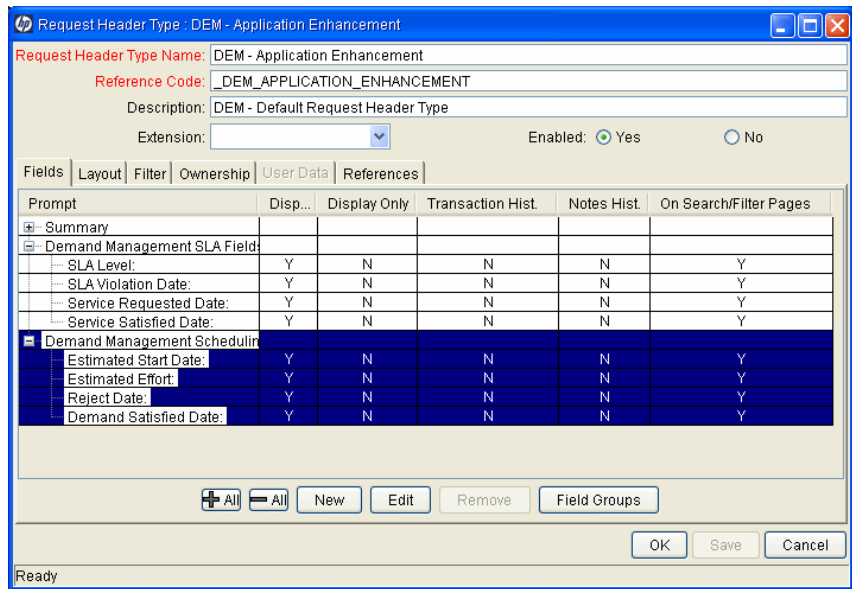 hp Request Header Type : DEM - Application Enhancement
Request Header Type Name: DEM - Application Enhancement
Reference Code: _DEM_APPLICATION_ENHANCEMENT
Description: DEM - Default Request Header Type
Extension: Enabled: Yes No
Fields Layout Filter Ownership User Data References
Prompt Disp... Display Only Transaction Hist. Notes Hist. On Search/Filter Pages
Summary
Demand Management SLA Fields
SLA Level: Y N N N Y
SLA Violation Date: Y N N N Y
Service Requested Date: Y N N N Y
Service Satisfied Date: Y N N N Y
Demand Management Schedulin
Estimated Start Date: Y N N N Y
Estimated Effort: Y N N N Y
Reject Date: Y N N N Y
Demand Satisfied Date: Y N N N Y
All All New Edit Remove Field Groups
OK Save Cancel
Ready